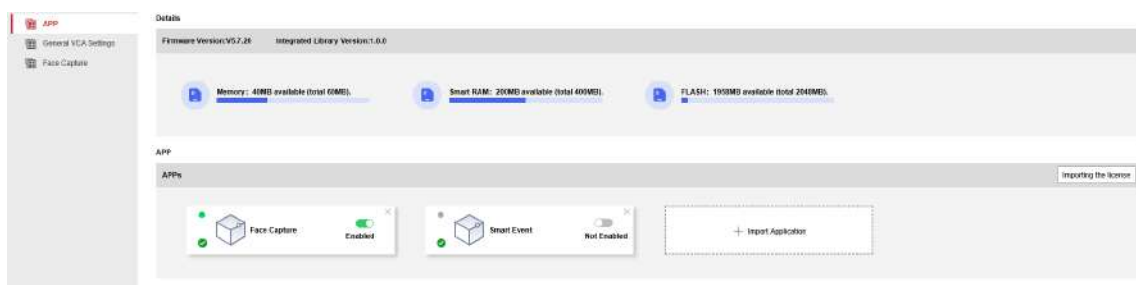 APP
General VCA Settings
Face Capture
Details
Firmware Version:V5.7.26 Integrated Library Version:1.0.0
Memory: 40MB available (total 60MB).
Smart RAM: 200MB available (total 400MB).
FLASH: 1958MB available (total 2048MB).
APP
APPs
Importing the license
Face Capture
Enabled
Smart Event
Not Enabled
+ Import Application